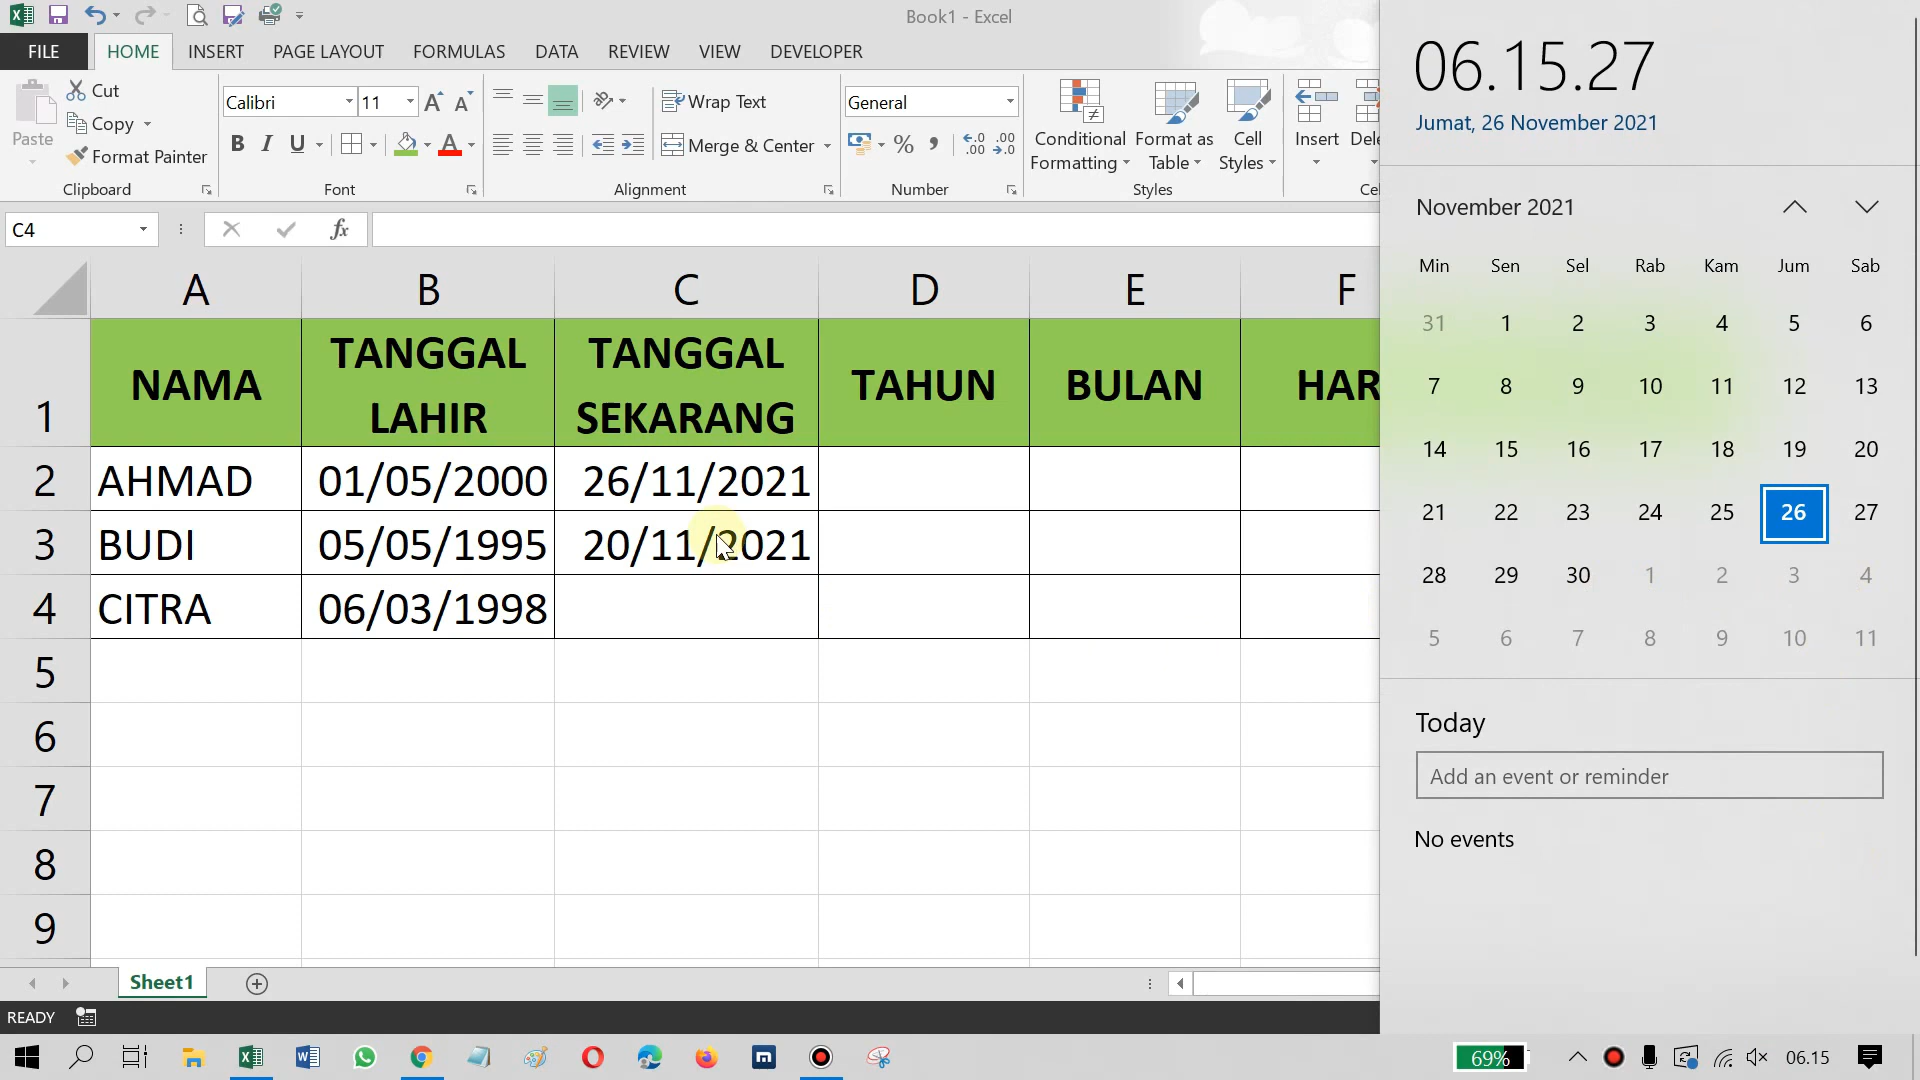 Book1 - Excel
FILE HOME INSERT PAGE LAYOUT FORMULAS DATA REVIEW VIEW DEVELOPER
Paste
Cut
Copy
Format Painter
Clipboard
Calibri 11
B I U A
Font
Wrap Text
Merge & Center
Alignment
General
% ,
Number
Conditional Formatting
Format as Table
Cell Styles
Styles
Insert
Dele
Cel
C4
fx
A B C D E F
1 NAMA TANGGAL LAHIR TANGGAL SEKARANG TAHUN BULAN HAR
2 AHMAD 01/05/2000 26/11/2021
3 BUDI 05/05/1995 20/11/2021
4 CITRA 06/03/1998
5
6
7
8
9
Sheet1
READY
06.15.27
Jumat, 26 November 2021
November 2021
Min Sen Sel Rab Kam Jum Sab
31 1 2 3 4 5 6
7 8 9 10 11 12 13
14 15 16 17 18 19 20
21 22 23 24 25 26 27
28 29 30 1 2 3 4
5 6 7 8 9 10 11
Today
Add an event or reminder
No events
69%
06.15